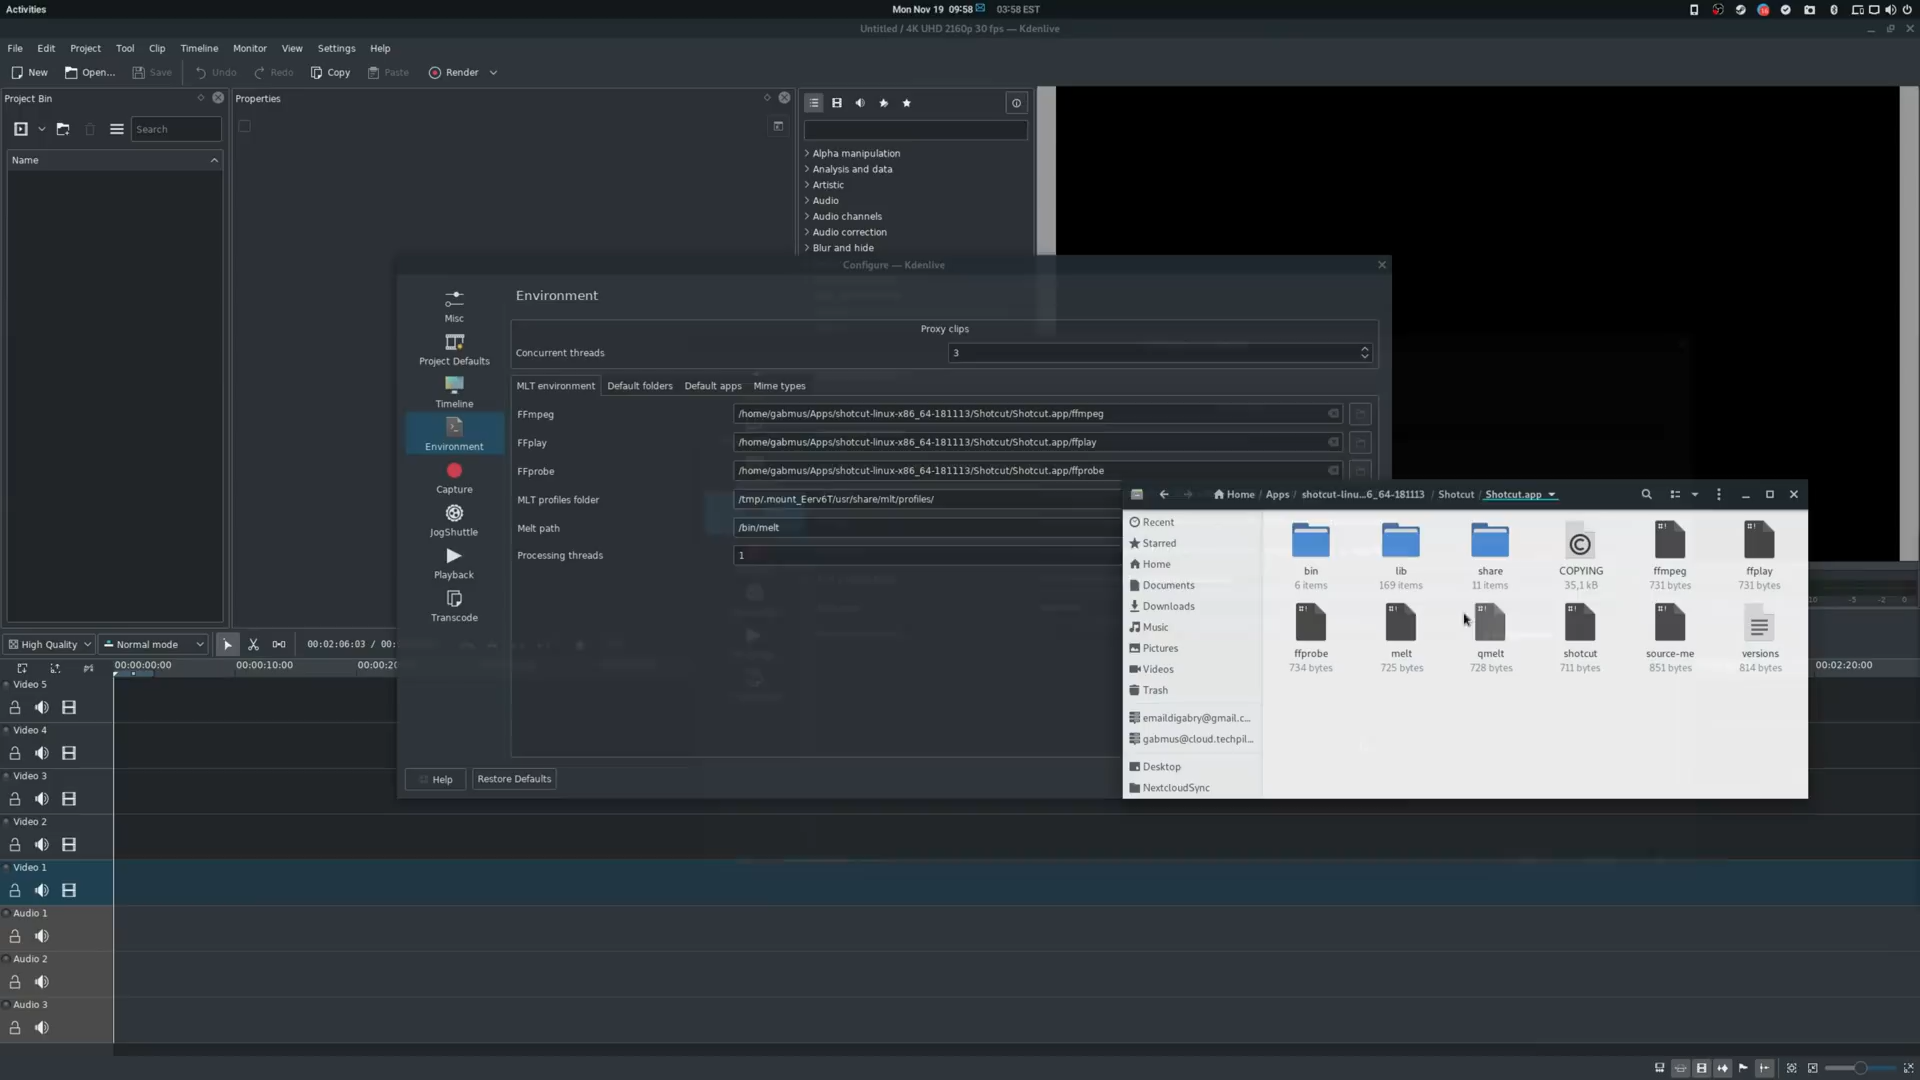 Activities
Mon Nov 19 09:58
03:58 EST
Untitled / 4K UHD 2160p 30 fps — Kdenlive
File Edit Project Tool Clip Timeline Monitor View Settings Help
New Open... Save Undo Redo Copy Paste Render
Project Bin
Properties
Search
Name
Alpha manipulation
Analysis and data
Artistic
Audio
Audio channels
Audio correction
Blur and hide
Configure — Kdenlive
Misc
Project Defaults
Timeline
Environment
Capture
JogShuttle
Playback
Transcode
Environment
Proxy clips
Concurrent threads 3
MLT environment Default folders Default apps Mime types
FFmpeg /home/gabmus/Apps/shotcut-linux-x86_64-181113/Shotcut/Shotcut.app/ffmpeg
FFplay /home/gabmus/Apps/shotcut-linux-x86_64-181113/Shotcut/Shotcut.app/ffplay
FFprobe /home/gabmus/Apps/shotcut-linux-x86_64-181113/Shotcut/Shotcut.app/ffprobe
MLT profiles folder /tmp/.mount_Eerv6T/usr/share/mlt/profiles/
Melt path /bin/melt
Processing threads 1
Help Restore Defaults
Home / Apps / shotcut-linu...6_64-181113 / Shotcut / Shotcut.app
Recent
Starred
Home
Documents
Downloads
Music
Pictures
Videos
Trash
emaildigabry@gmail.c...
gabmus@cloud.techpil...
Desktop
NextcloudSync
bin lib share COPYING ffmpeg ffplay
6 items 169 items 11 items 35,1 kB 731 bytes 731 bytes
ffprobe melt qmelt shotcut source-me versions
734 bytes 725 bytes 728 bytes 711 bytes 851 bytes 814 bytes
High Quality Normal mode 00:02:06:03 / 00:
00:00:00:00 00:00:10:00 00:00:20 00:02:20:00
Video 5
Video 4
Video 3
Video 2
Video 1
Audio 1
Audio 2
Audio 3